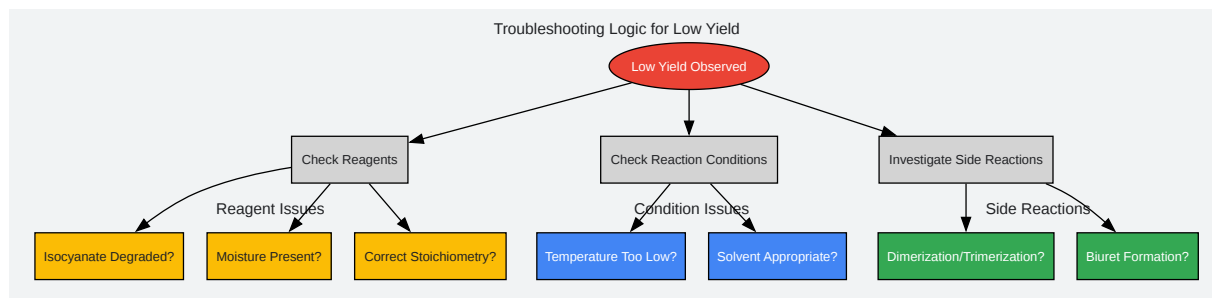 Troubleshooting Logic for Low Yield
Low Yield Observed
Check Reagents
Check Reaction Conditions
Investigate Side Reactions
Reagent Issues
Condition Issues
Side Reactions
Isocyanate Degraded?
Moisture Present?
Correct Stoichiometry?
Temperature Too Low?
Solvent Appropriate?
Dimerization/Trimerization?
Biuret Formation?